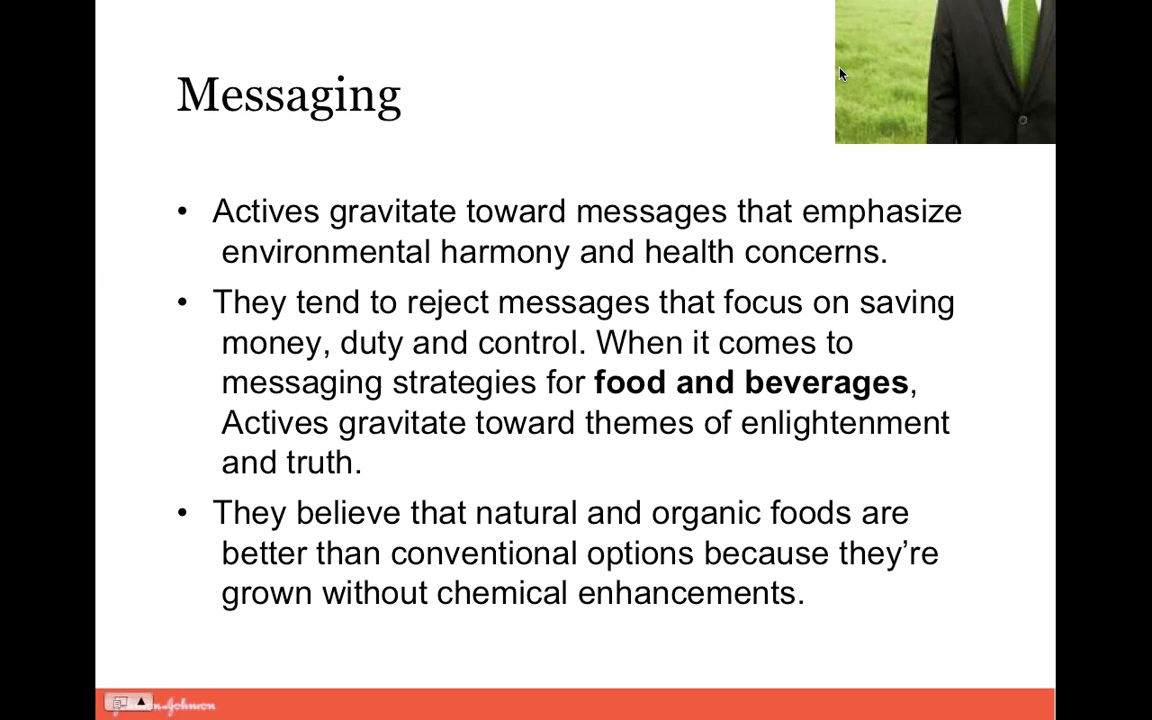 Messaging
• Actives gravitate toward messages that emphasize
environmental harmony and health concerns.
• They tend to reject messages that focus on saving
money, duty and control. When it comes to
messaging strategies for food and beverages,
Actives gravitate toward themes of enlightenment
and truth.
• They believe that natural and organic foods are
better than conventional options because they’re
grown without chemical enhancements.